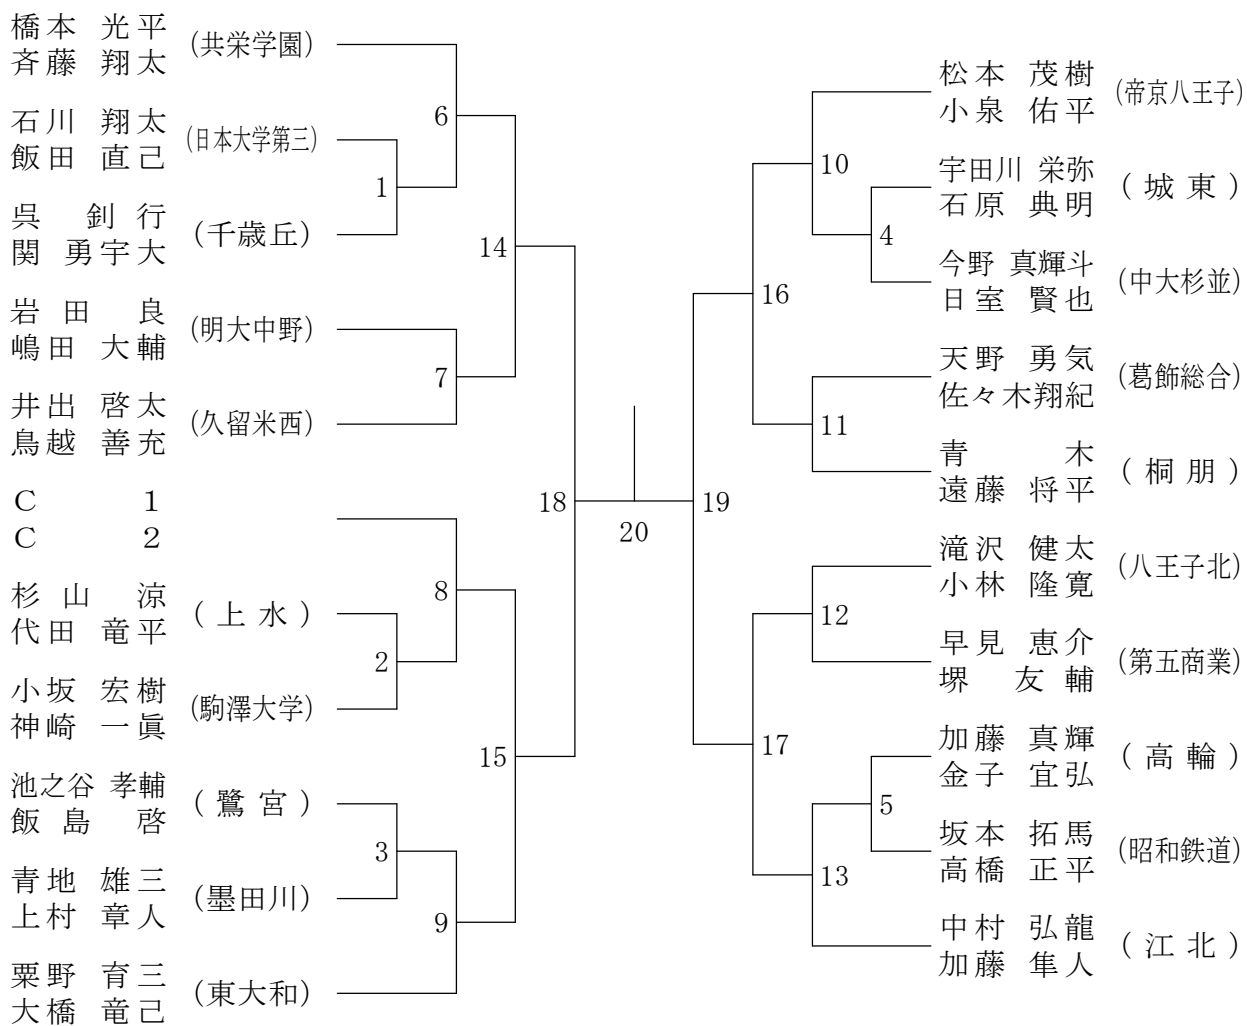 橋本 光平
斉藤 翔太
(共栄学園)
石川 翔太
飯田 直己
(日本大学第三)
呉 釗行
関 勇宇大
(千歳丘)
岩田 良
嶋田 大輔
(明大中野)
井出 啓太
鳥越 善充
(久留米西)
C 1
C 2
杉山 涼
代田 竜平
(上水)
小坂 宏樹
神崎 一眞
(駒澤大学)
池之谷 孝輔
飯島 啓
(鷺宮)
青地 雄三
上村 章人
(墨田川)
粟野 育三
大橋 竜己
(東大和)
1
2
3
6
7
8
9
14
15
18
20
19
16
17
10
11
12
13
4
5
松本 茂樹
小泉 佑平
(帝京八王子)
宇田川 栄弥
石原 典明
(城東)
今野 真輝斗
日室 賢也
(中大杉並)
天野 勇気
佐々木翔紀
(葛飾総合)
青木
遠藤 将平
(桐朋)
滝沢 健太
小林 隆寛
(八王子北)
早見 恵介
堺 友輔
(第五商業)
加藤 真輝
金子 宜弘
(高輪)
坂本 拓馬
高橋 正平
(昭和鉄道)
中村 弘龍
加藤 隼人
(江北)